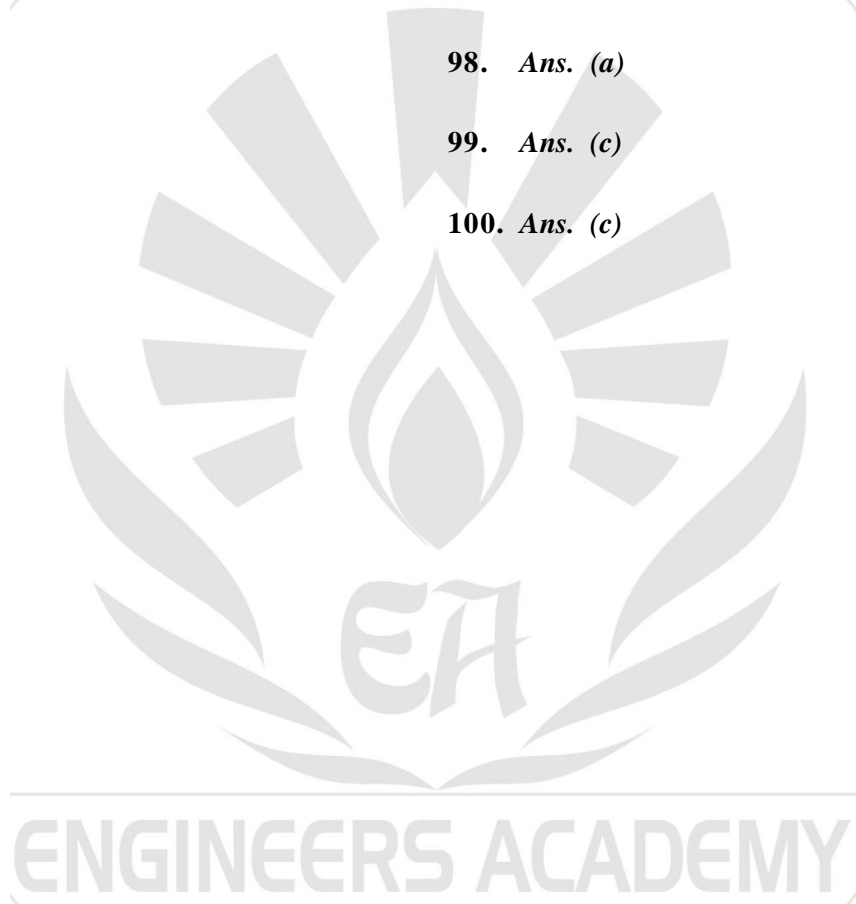 98. Ans. (a)
99. Ans. (c)
100. Ans. (c)
EA
ENGINEERS ACADEMY